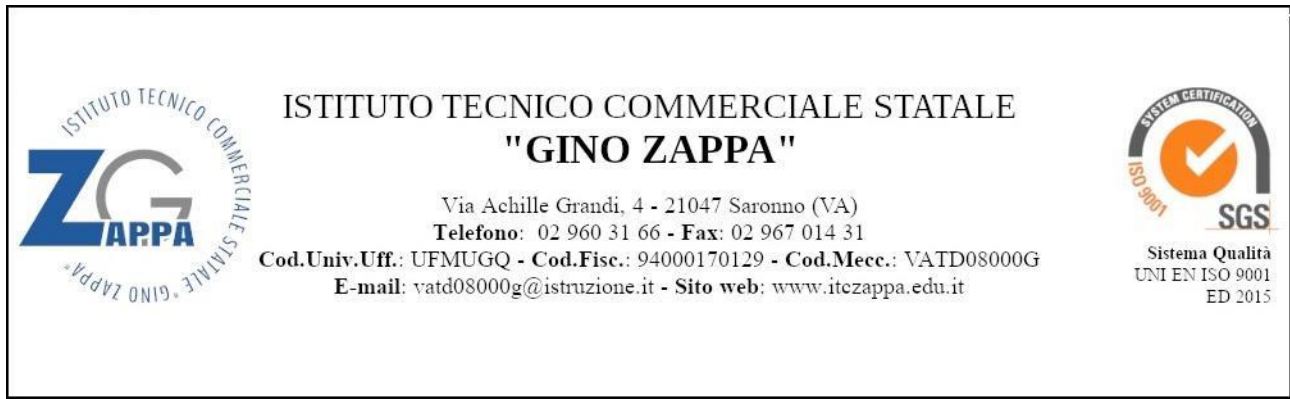 ISTITUTO TECNICO COMMERCIALE STATALE "GINO ZAPPA"
ZG
ZAPPA
ISTITUTO TECNICO COMMERCIALE STATALE
"GINO ZAPPA"
Via Achille Grandi, 4 - 21047 Saronno (VA)
Telefono: 02 960 31 66 - Fax: 02 967 014 31
Cod.Univ.Uff.: UFMUGQ - Cod.Fisc.: 94000170129 - Cod.Mecc.: VATD08000G
E-mail: vatd08000g@istruzione.it - Sito web: www.itczappa.edu.it
SYSTEM CERTIFICATION
ISO 9001
SGS
Sistema Qualità
UNI EN ISO 9001
ED 2015